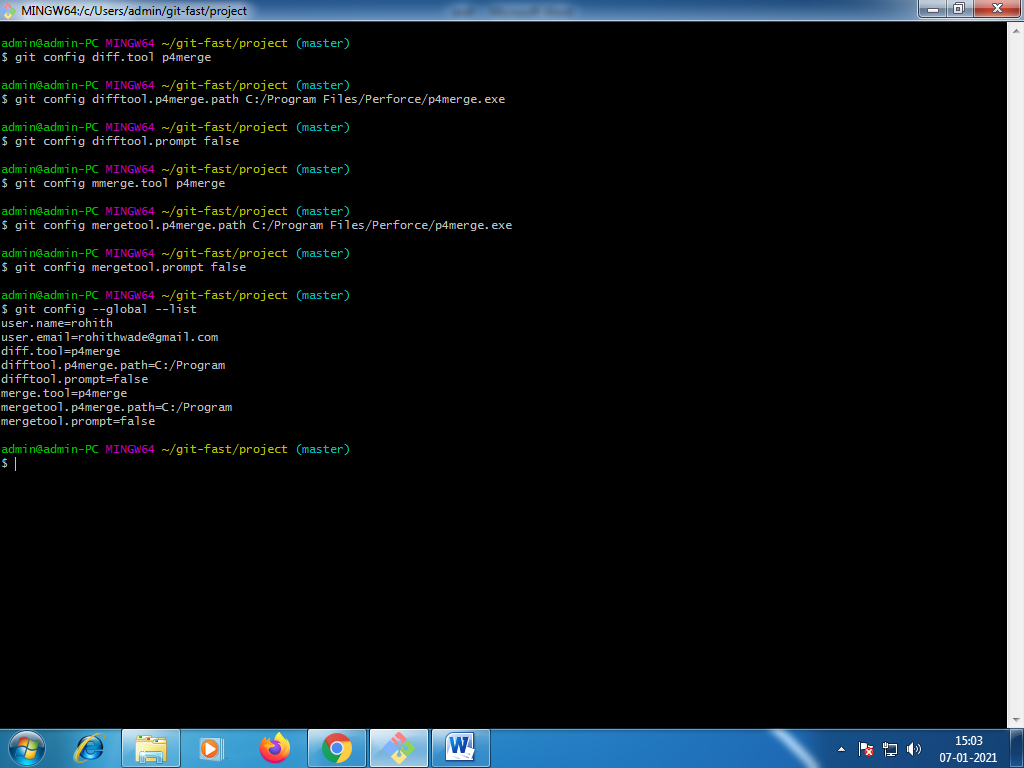 MINGW64:/c/Users/admin/git-fast/project
admin@admin-PC MINGW64 ~/git-fast/project (master)
$ git config diff.tool p4merge
admin@admin-PC MINGW64 ~/git-fast/project (master)
$ git config difftool.p4merge.path C:/Program Files/Perforce/p4merge.exe
admin@admin-PC MINGW64 ~/git-fast/project (master)
$ git config difftool.prompt false
admin@admin-PC MINGW64 ~/git-fast/project (master)
$ git config mmerge.tool p4merge
admin@admin-PC MINGW64 ~/git-fast/project (master)
$ git config mergetool.p4merge.path C:/Program Files/Perforce/p4merge.exe
admin@admin-PC MINGW64 ~/git-fast/project (master)
$ git config mergetool.prompt false
admin@admin-PC MINGW64 ~/git-fast/project (master)
$ git config --global --list
user.name=rohith
user.email=rohithwade@gmail.com
diff.tool=p4merge
difftool.p4merge.path=C:/Program
difftool.prompt=false
merge.tool=p4merge
mergetool.p4merge.path=C:/Program
mergetool.prompt=false
admin@admin-PC MINGW64 ~/git-fast/project (master)
$
15:03
07-01-2021